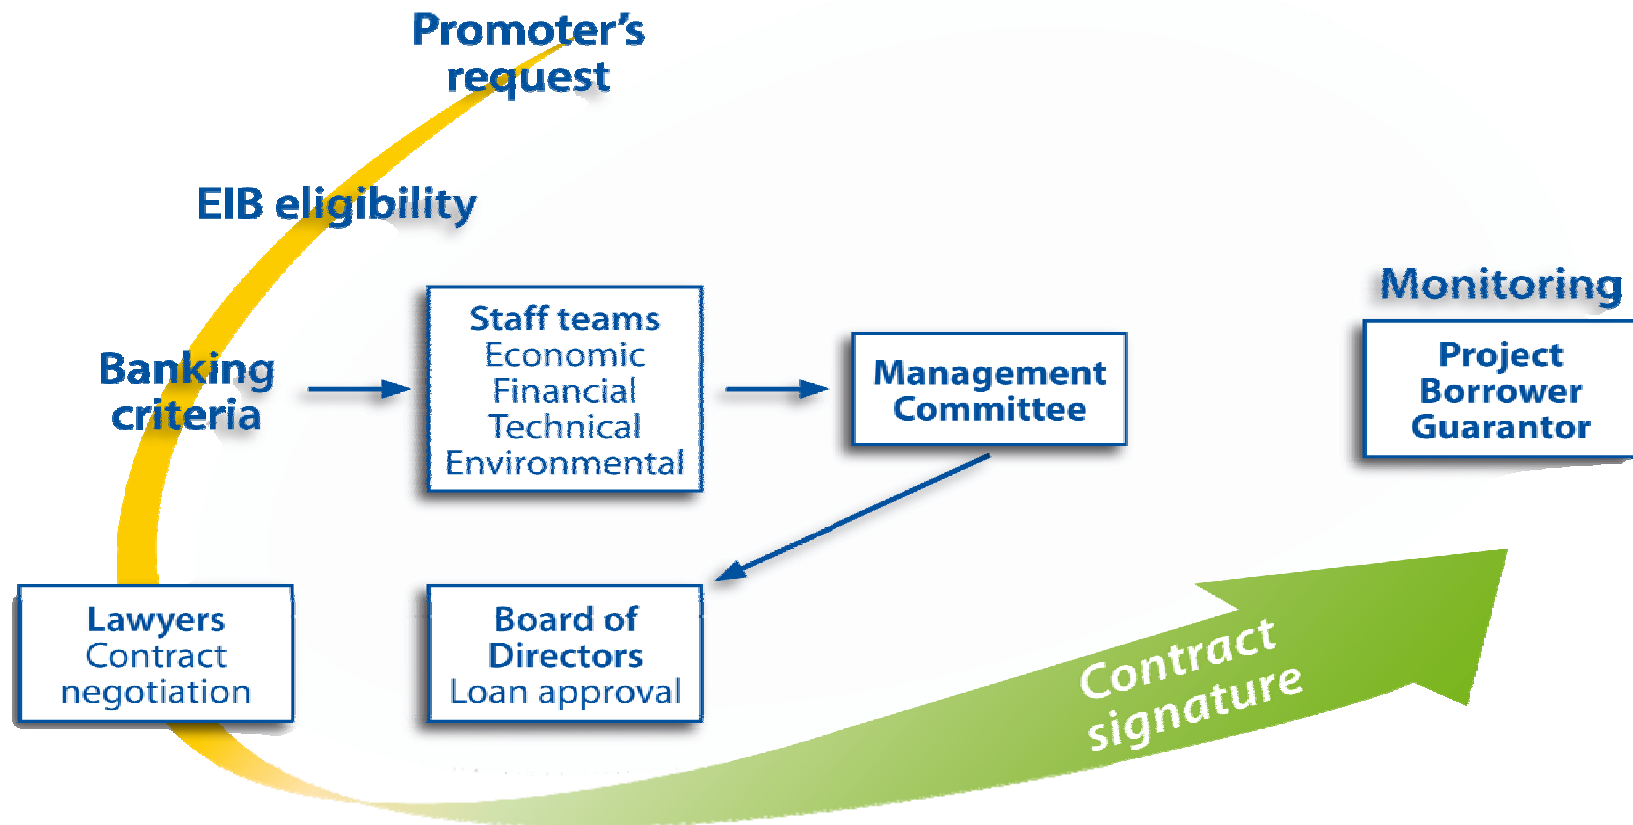 Promoter's
request
EIB eligibility
Banking
criteria
Staff teams
Economic
Financial
Technical
Environmental
Management
Committee
Monitoring
Project
Borrower
Guarantor
Lawyers
Contract
negotiation
Board of
Directors
Loan approval
Contract
signature